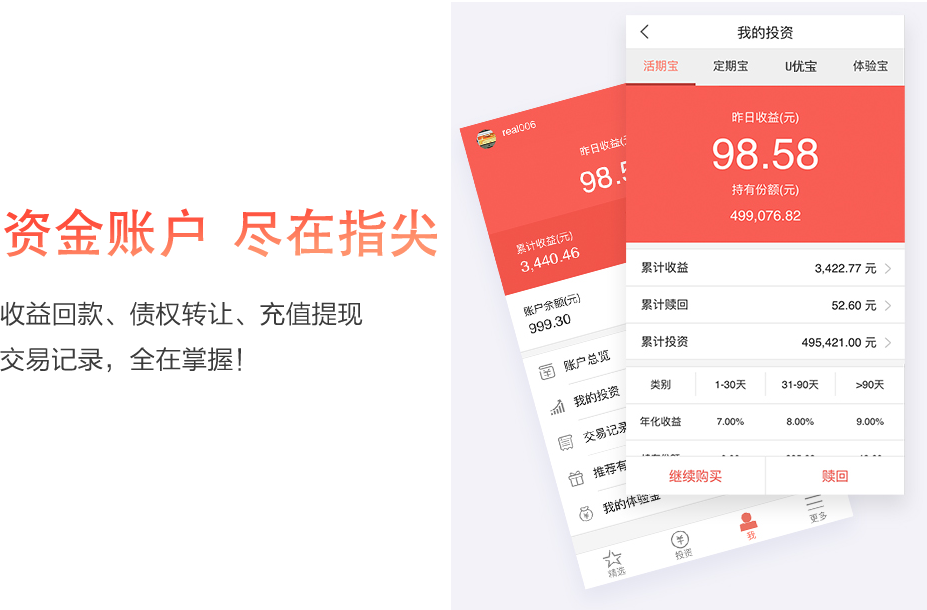 资金账户 尽在指尖
收益回款、债权转让、充值提现
交易记录，全在掌握！
real006
昨日收益(元
98.5
累计收益(元)
3,440.46
账户余额(元)
999.30
账户总览
我的投资
交易记录
推荐有
我的体验金
精选
投资
我
更多
我的投资
活期宝 定期宝 U优宝 体验宝
昨日收益(元)
98.58
持有份额(元)
499,076.82
累计收益 3,422.77 元
累计赎回 52.60 元
累计投资 495,421.00 元
类别 1-30天 31-90天 >90天
年化收益 7.00% 8.00% 9.00%
继续购买 赎回